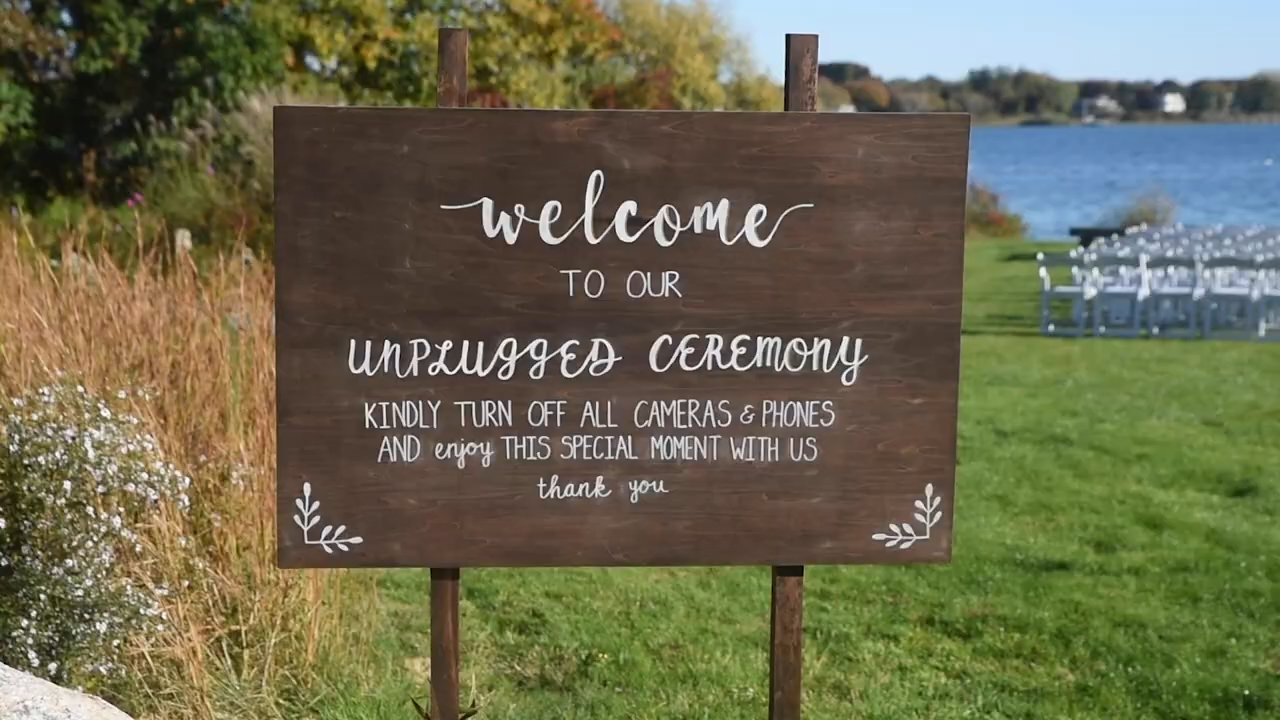 welcome
TO OUR
UNPLUGGED CEREMONY
KINDLY TURN OFF ALL CAMERAS & PHONES
AND enjoy THIS SPECIAL MOMENT WITH US
thank you